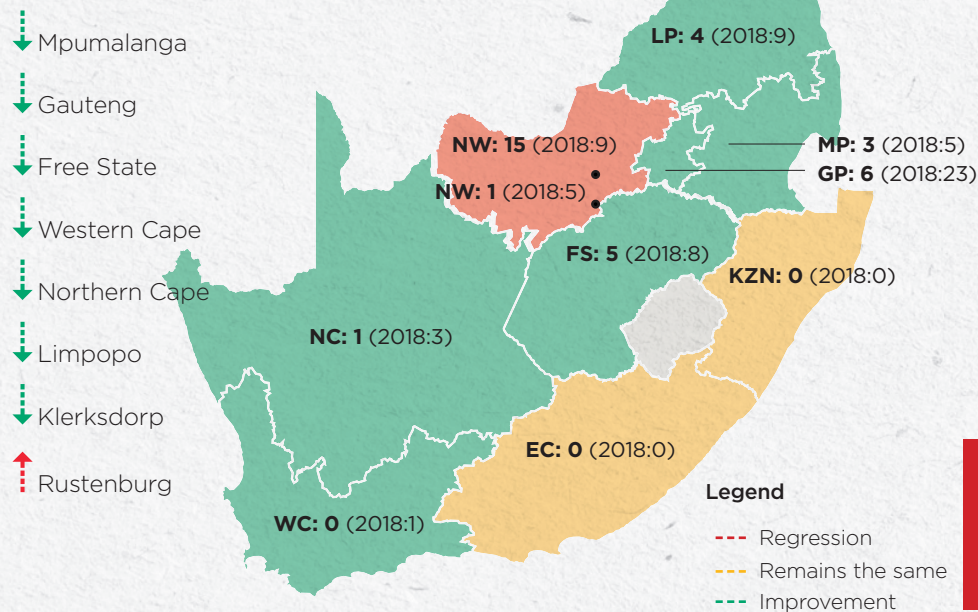 Mpumalanga
Gauteng
Free State
Western Cape
Northern Cape
Limpopo
Klerksdorp
Rustenburg
LP: 4 (2018:9)
NW: 15 (2018:9)
MP: 3 (2018:5)
GP: 6 (2018:23)
NW: 1 (2018:5)
FS: 5 (2018:8)
KZN: 0 (2018:0)
NC: 1 (2018:3)
EC: 0 (2018:0)
WC: 0 (2018:1)
Legend
Regression
Remains the same
Improvement